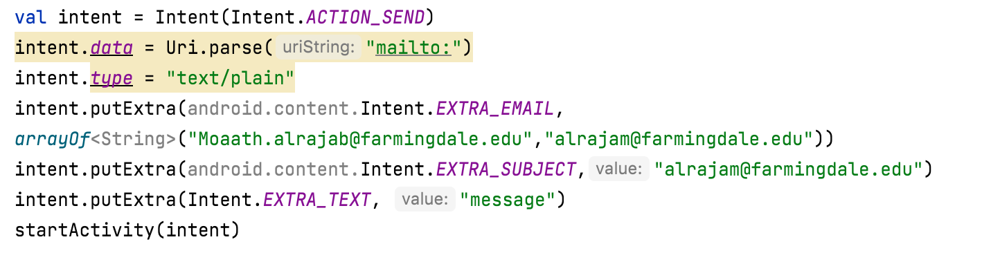 val intent = Intent(Intent.ACTION_SEND)
intent.data = Uri.parse( uriString: "mailto:")
intent.type = "text/plain"
intent.putExtra(android.content.Intent.EXTRA_EMAIL,
arrayOf<String>("Moaath.alrajab@farmingdale.edu","alrajam@farmingdale.edu"))
intent.putExtra(android.content.Intent.EXTRA_SUBJECT, value: "alrajam@farmingdale.edu")
intent.putExtra(Intent.EXTRA_TEXT, value: "message")
startActivity(intent)